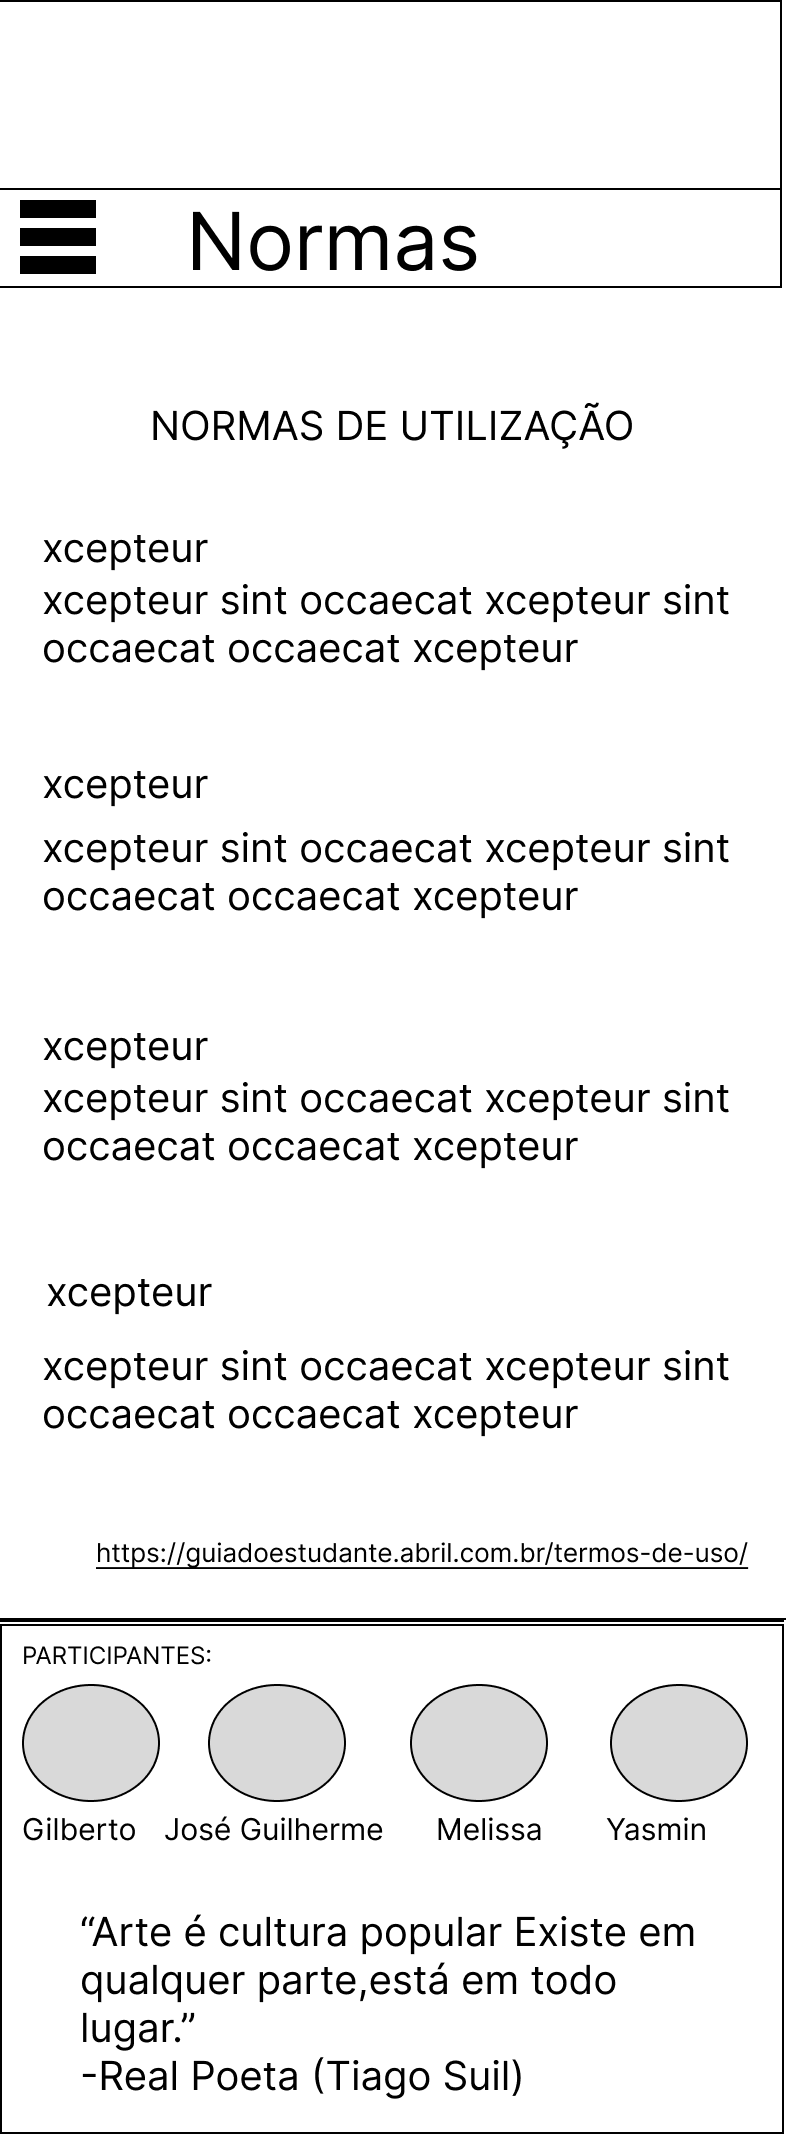 Normas
NORMAS DE UTILIZAÇÃO
xcepteur
xcepteur sint occaecat xcepteur sint
occaecat occaecat xcepteur
xcepteur
xcepteur sint occaecat xcepteur sint
occaecat occaecat xcepteur
xcepteur
xcepteur sint occaecat xcepteur sint
occaecat occaecat xcepteur
xcepteur
xcepteur sint occaecat xcepteur sint
occaecat occaecat xcepteur
https://guiadoestudante.abril.com.br/termos-de-uso/
PARTICIPANTES:
Gilberto José Guilherme Melissa Yasmin
“Arte é cultura popular Existe em
qualquer parte,está em todo
lugar.”
-Real Poeta (Tiago Suil)